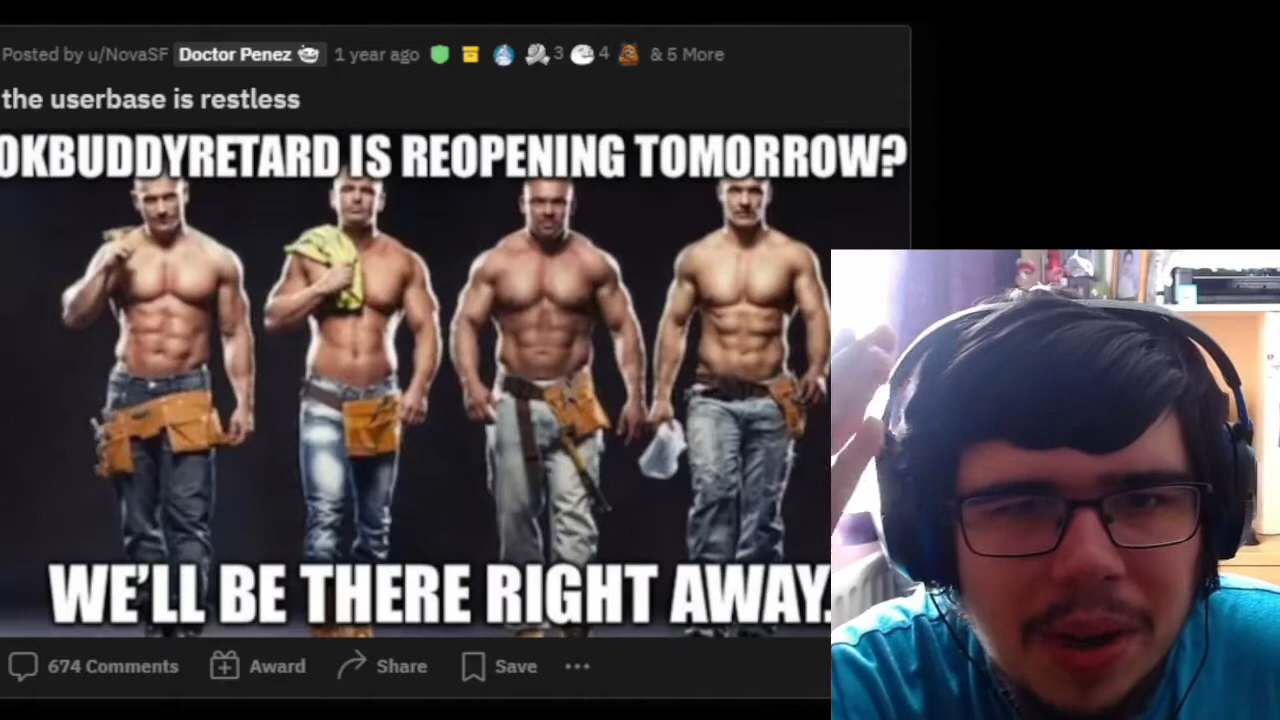 Posted by u/NovaSF Doctor Penez 1 year ago 3 4 & 5 More
the userbase is restless
OKBUDDYRETARD IS REOPENING TOMORROW?
WE'LL BE THERE RIGHT AWAY.
674 Comments Award Share Save